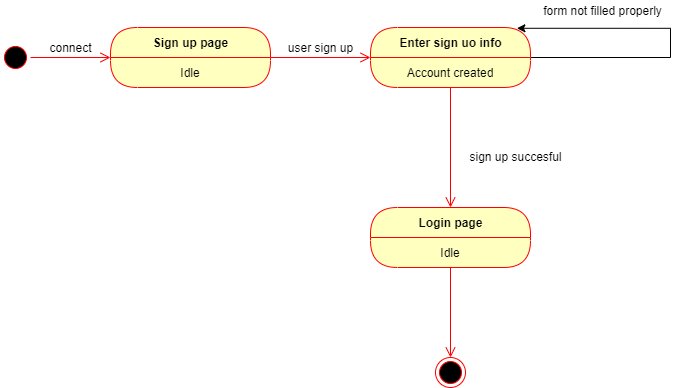 form not filled properly
connect
Sign up page
user sign up
Enter sign uo info
Idle
Account created
sign up succesful
Login page
Idle